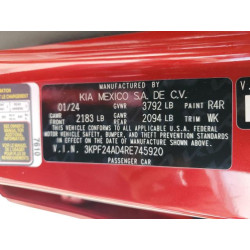 MANUFACTURED BY
KIA MEXICO S.A. DE C.V.
01/24 GVWR 3792 LB PAINT R4R
GAWR FRONT 2183 LB GAWR REAR 2094 LB TRIM WK
THIS VEHICLE CONFORMS TO ALL APPLICABLE U.S. FEDERAL
MOTOR VEHICLE SAFETY, BUMPER, AND THEFT PREVENTION
STANDARDS IN EFFECT ON THE DATE OF MANUFACTURE
SHOWN ABOVE.
V.I.N. 3KPF24AD4RE745920
PASSENGER CAR
7610